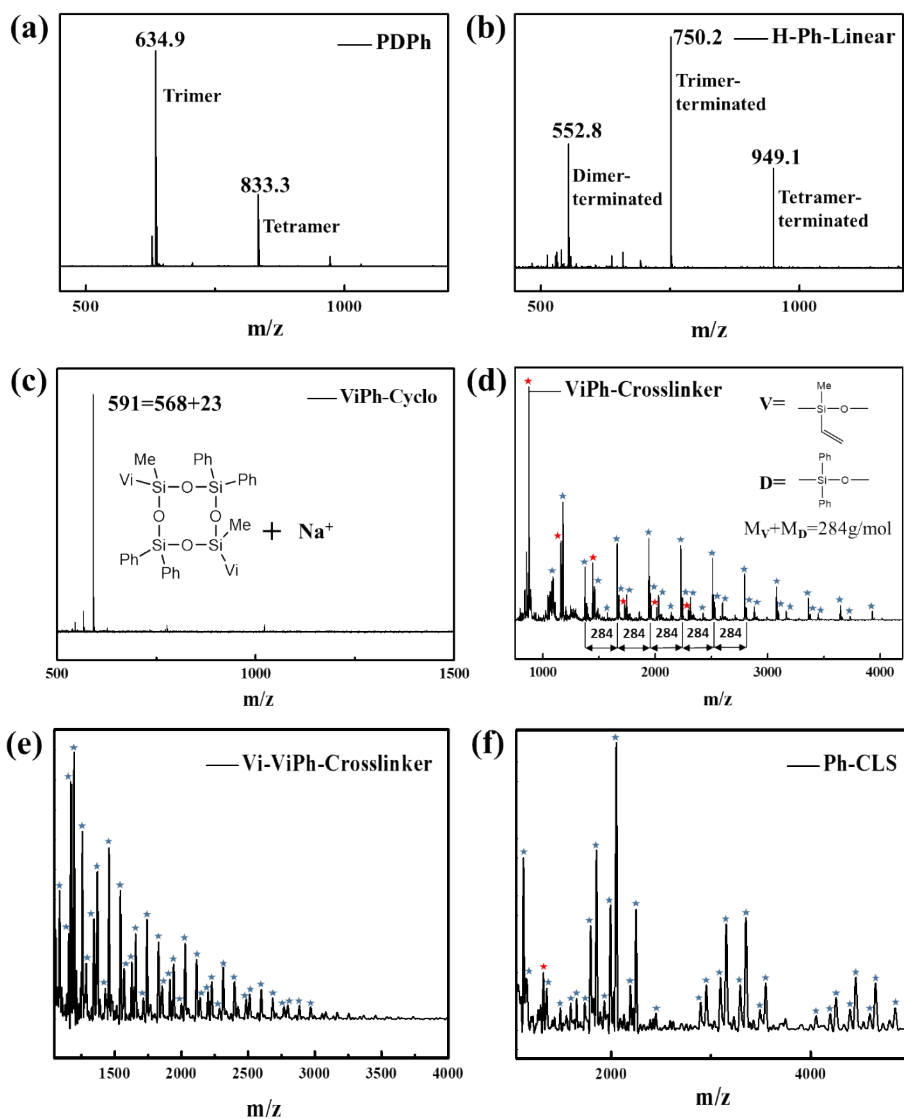 (a)
634.9
PDPh
Trimer
833.3
Tetramer
500
1000
m/z
(b)
750.2
H-Ph-Linear
Trimer-
terminated
552.8
949.1
Dimer-
terminated
Tetramer-
terminated
500
1000
m/z
(c)
591=568+23
ViPh-Cyclo
Me
Ph
Vi
Si
O
Si
Ph
O
O
Me
+ Na⁺
Ph
Si
O
Si
Ph
Vi
500
1000
1500
m/z
(d)
ViPh-Crosslinker
Me
V=
Si
O
Ph
D=
Si
O
Ph
M_V+M_D=284g/mol
284
284
284
284
284
1000
2000
3000
4000
m/z
(e)
Vi-ViPh-Crosslinker
1500
2000
2500
3000
4000
m/z
(f)
Ph-CLS
2000
4000
m/z